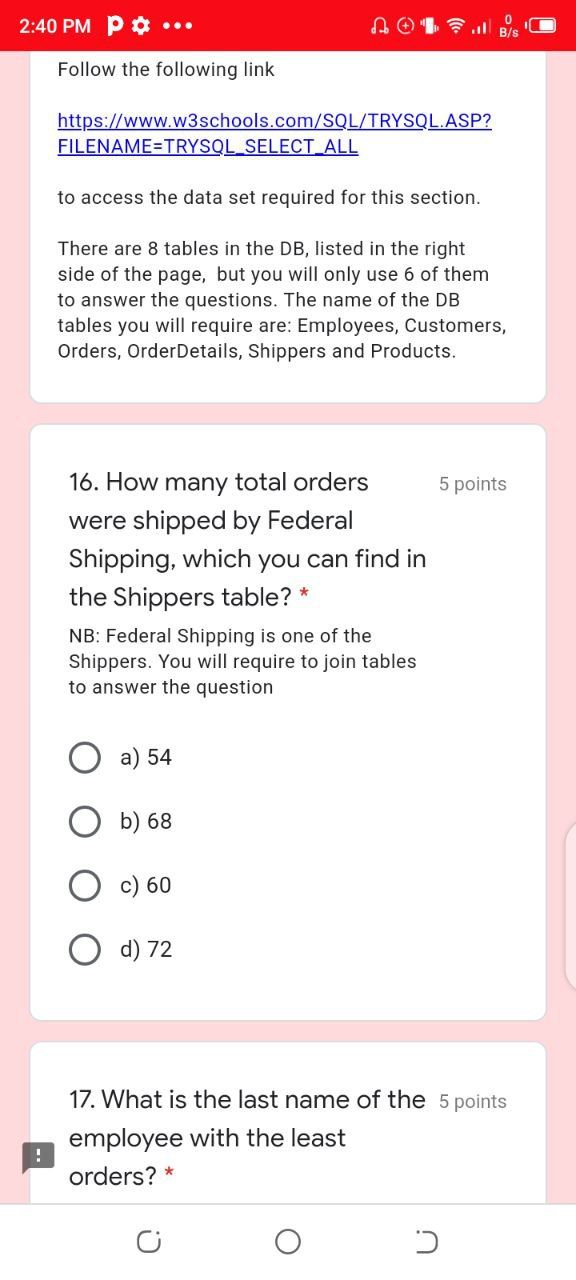 2:40 PM
0
B/s
Follow the following link
https://www.w3schools.com/SQL/TRYSQL.ASP?
FILENAME=TRYSQL_SELECT_ALL
to access the data set required for this section.
There are 8 tables in the DB, listed in the right
side of the page, but you will only use 6 of them
to answer the questions. The name of the DB
tables you will require are: Employees, Customers,
Orders, OrderDetails, Shippers and Products.
16. How many total orders 5 points
were shipped by Federal
Shipping, which you can find in
the Shippers table? *
NB: Federal Shipping is one of the
Shippers. You will require to join tables
to answer the question
a) 54
b) 68
c) 60
d) 72
17. What is the last name of the 5 points
employee with the least
orders? *